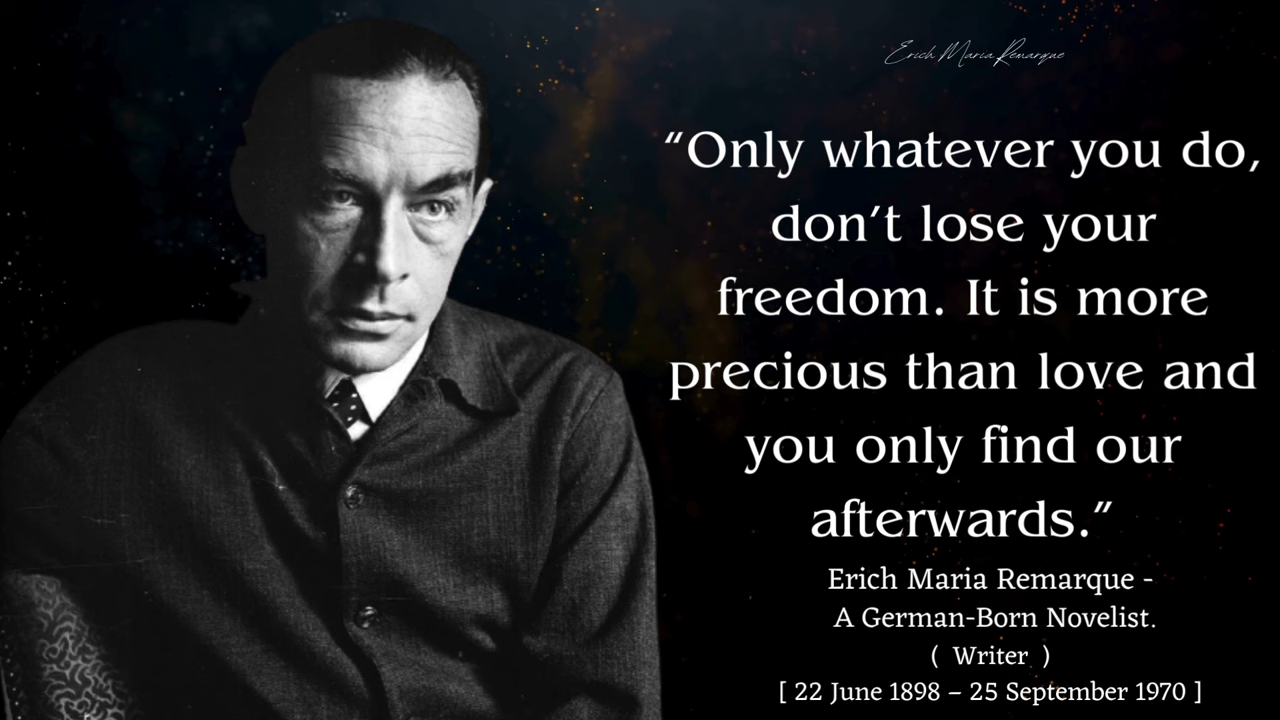 Erich Maria Remarque
“Only whatever you do,
don’t lose your
freedom. It is more
precious than love and
you only find our
afterwards.”
Erich Maria Remarque -
A German-Born Novelist.
( Writer )
[ 22 June 1898 – 25 September 1970 ]